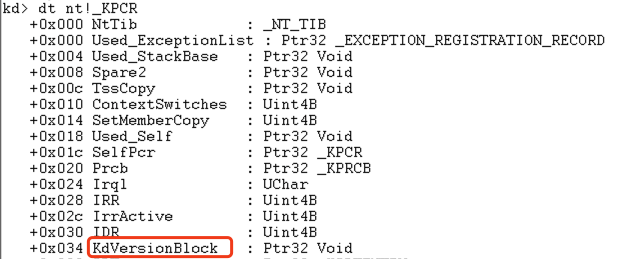 kd> dt nt!_KPCR
+0x000 NtTib : _NT_TIB
+0x000 Used_ExceptionList : Ptr32 _EXCEPTION_REGISTRATION_RECORD
+0x004 Used_StackBase : Ptr32 Void
+0x008 Spare2 : Ptr32 Void
+0x00c TssCopy : Ptr32 Void
+0x010 ContextSwitches : Uint4B
+0x014 SetMemberCopy : Uint4B
+0x018 Used_Self : Ptr32 Void
+0x01c SelfPcr : Ptr32 _KPCR
+0x020 Prcb : Ptr32 _KPRCB
+0x024 Irql : UChar
+0x028 IRR : Uint4B
+0x02c IrrActive : Uint4B
+0x030 IDR : Uint4B
+0x034 KdVersionBlock : Ptr32 Void